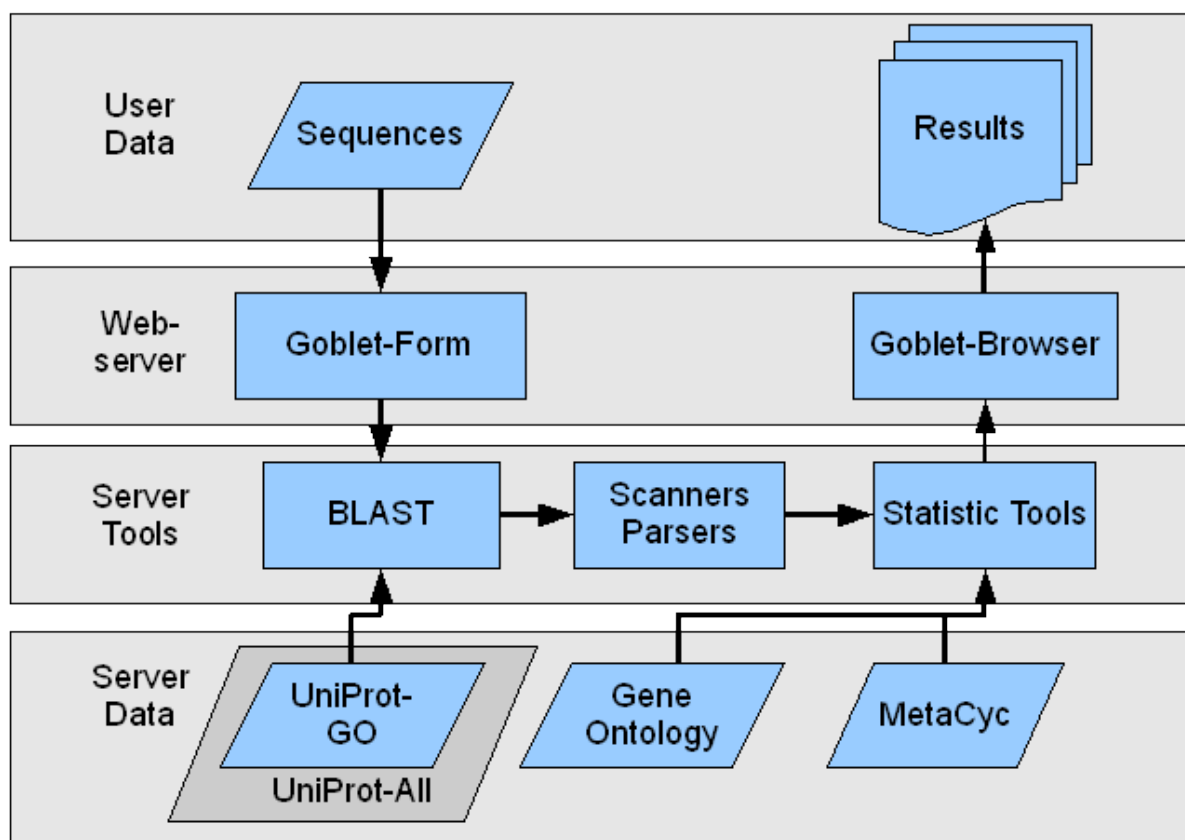 User
Data
Sequences
Results
Web-
server
Goblet-Form
Goblet-Browser
Server
Tools
BLAST
Scanners
Parsers
Statistic Tools
Server
Data
UniProt-
GO
UniProt-All
Gene
Ontology
MetaCyc